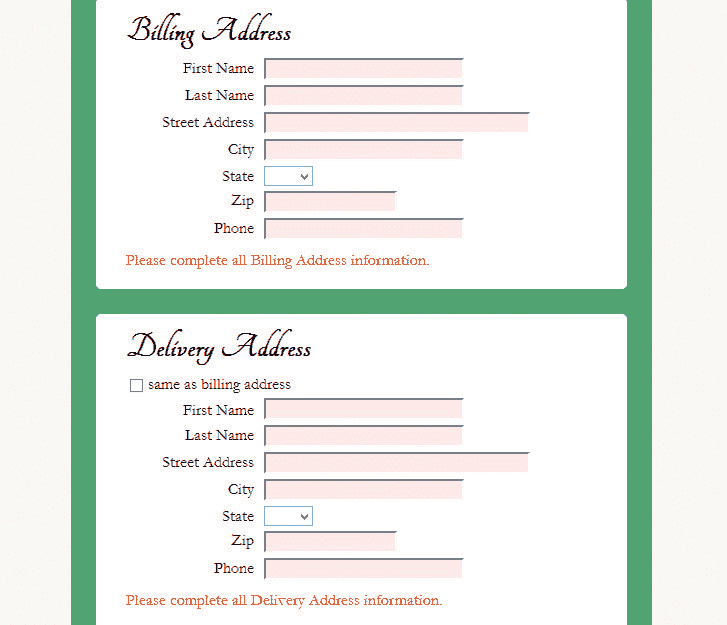 Billing Address
First Name
Last Name
Street Address
City
State
Zip
Phone
Please complete all Billing Address information.
Delivery Address
same as billing address
First Name
Last Name
Street Address
City
State
Zip
Phone
Please complete all Delivery Address information.